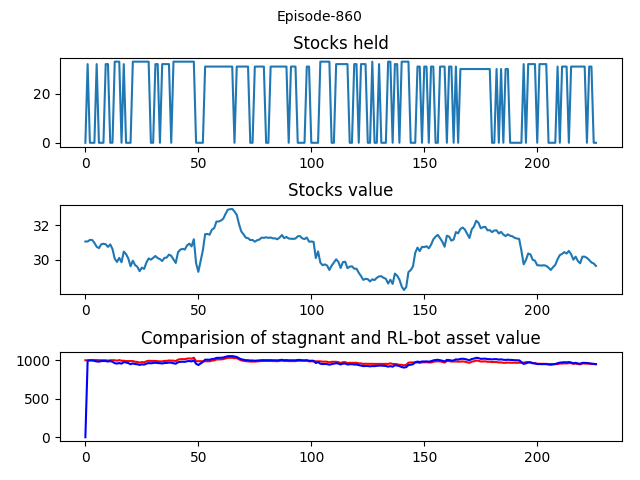 Episode-860
Stocks held
20
0
0 50 100 150 200
Stocks value
32
30
0 50 100 150 200
Comparision of stagnant and RL-bot asset value
1000
500
0
0 50 100 150 200